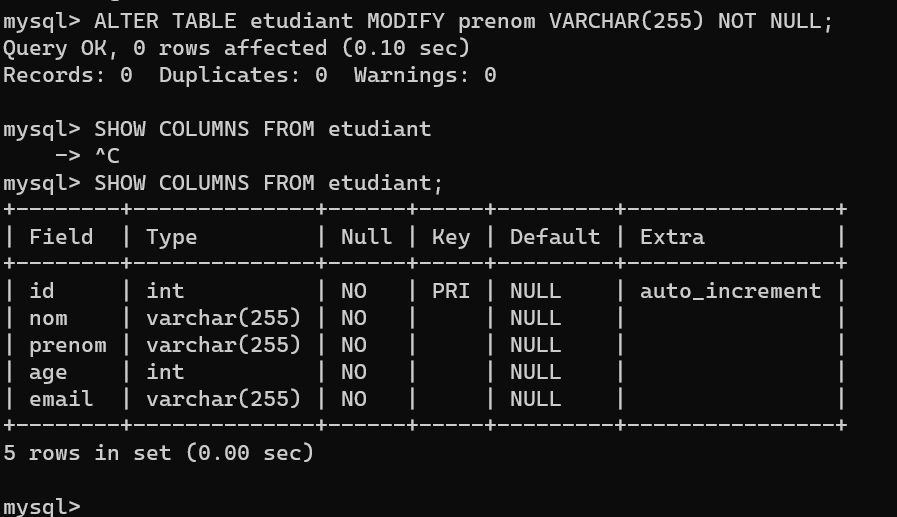 mysql> ALTER TABLE etudiant MODIFY prenom VARCHAR(255) NOT NULL;
Query OK, 0 rows affected (0.10 sec)
Records: 0  Duplicates: 0  Warnings: 0

mysql> SHOW COLUMNS FROM etudiant
    -> ^C
mysql> SHOW COLUMNS FROM etudiant;
+--------+--------------+------+-----+---------+----------------+
| Field  | Type         | Null | Key | Default | Extra          |
+--------+--------------+------+-----+---------+----------------+
| id     | int          | NO   | PRI | NULL    | auto_increment |
| nom    | varchar(255) | NO   |     | NULL    |                |
| prenom | varchar(255) | NO   |     | NULL    |                |
| age    | int          | NO   |     | NULL    |                |
| email  | varchar(255) | NO   |     | NULL    |                |
+--------+--------------+------+-----+---------+----------------+
5 rows in set (0.00 sec)

mysql>